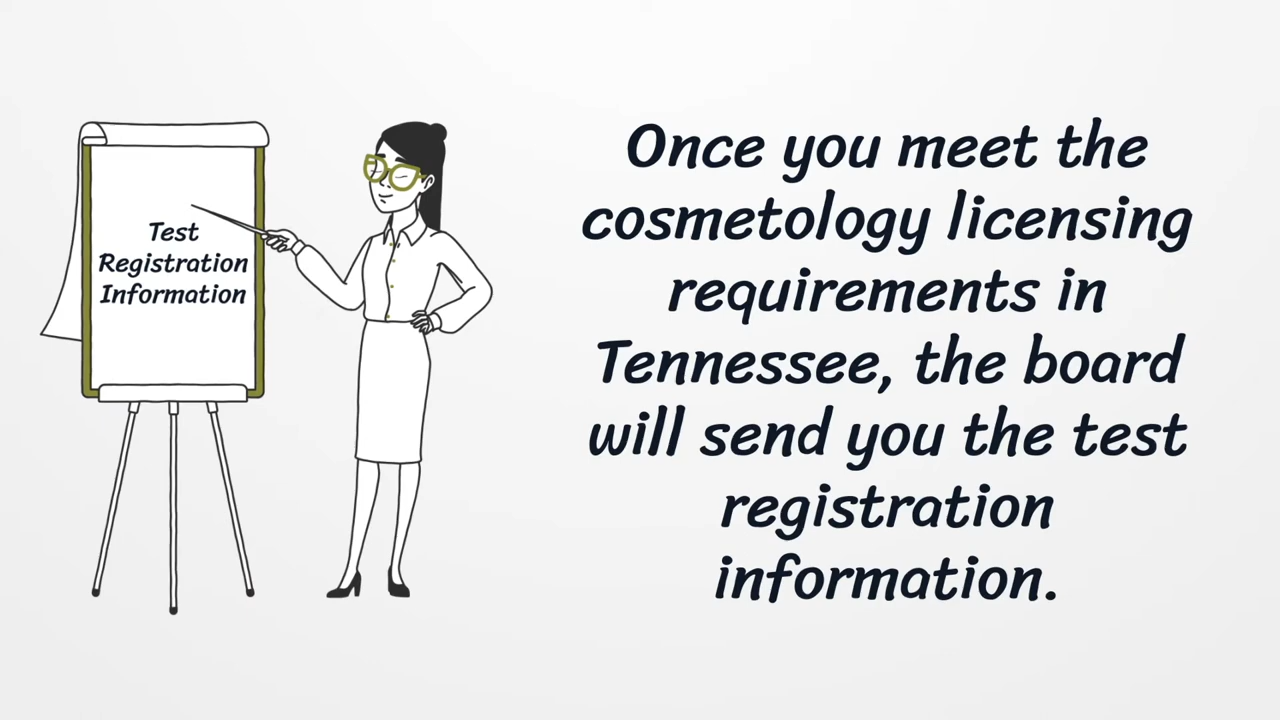 Test
Registration
Information
Once you meet the
cosmetology licensing
requirements in
Tennessee, the board
will send you the test
registration
information.